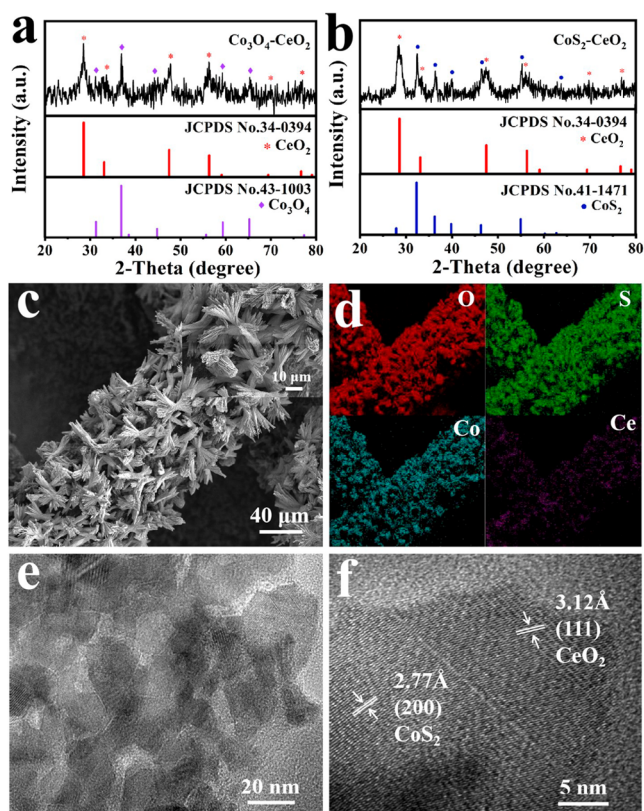 a
Co₃O₄-CeO₂
JCPDS No.34-0394
* CeO₂
JCPDS No.43-1003
♦ Co₃O₄
Intensity (a.u.)
20 30 40 50 60 70 80
2-Theta (degree)
b
CoS₂-CeO₂
JCPDS No.34-0394
* CeO₂
JCPDS No.41-1471
● CoS₂
Intensity (a.u.)
20 30 40 50 60 70 80
2-Theta (degree)
c
10 μm
40 μm
d
O
S
Co
Ce
e
20 nm
f
3.12Å
(111)
CeO₂
2.77Å
(200)
CoS₂
5 nm